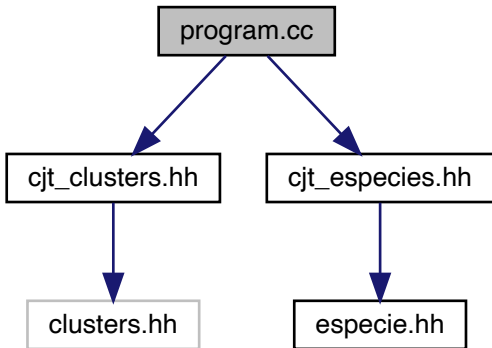 program.cc
cjt_clusters.hh
cjt_especies.hh
clusters.hh
especie.hh